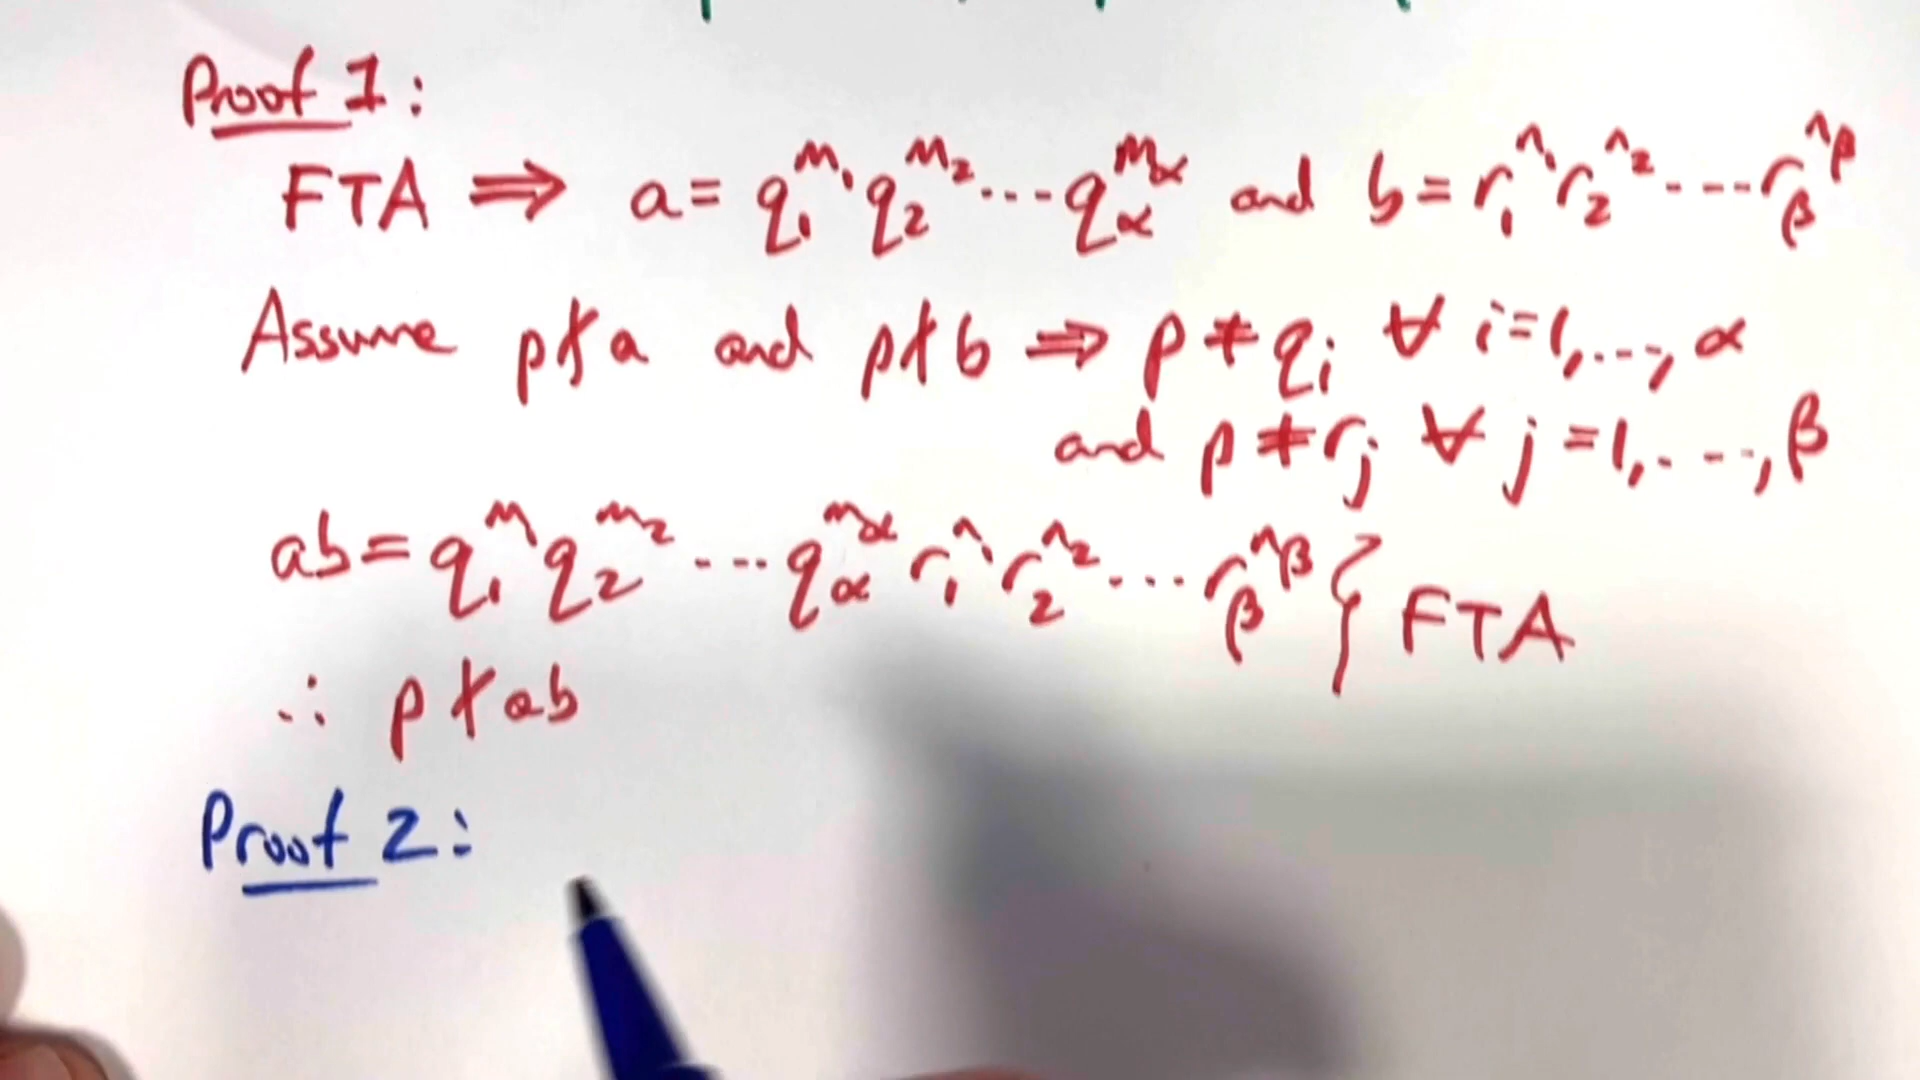 Proof 1:
FTA ⇒ a = q₁^m₁ q₂^m₂ ... q_α^m_α and b = r₁^n₁ r₂^n₂ ... r_β^n_β
Assume p∤a and p∤b ⇒ p ≠ qᵢ ∀ i=1,...,α
and p ≠ rⱼ ∀ j=1,...,β
ab = q₁^m₁ q₂^m₂ ... q_α^m_α r₁^n₁ r₂^n₂ ... r_β^n_β } FTA
∴ p∤ab
Proof 2: